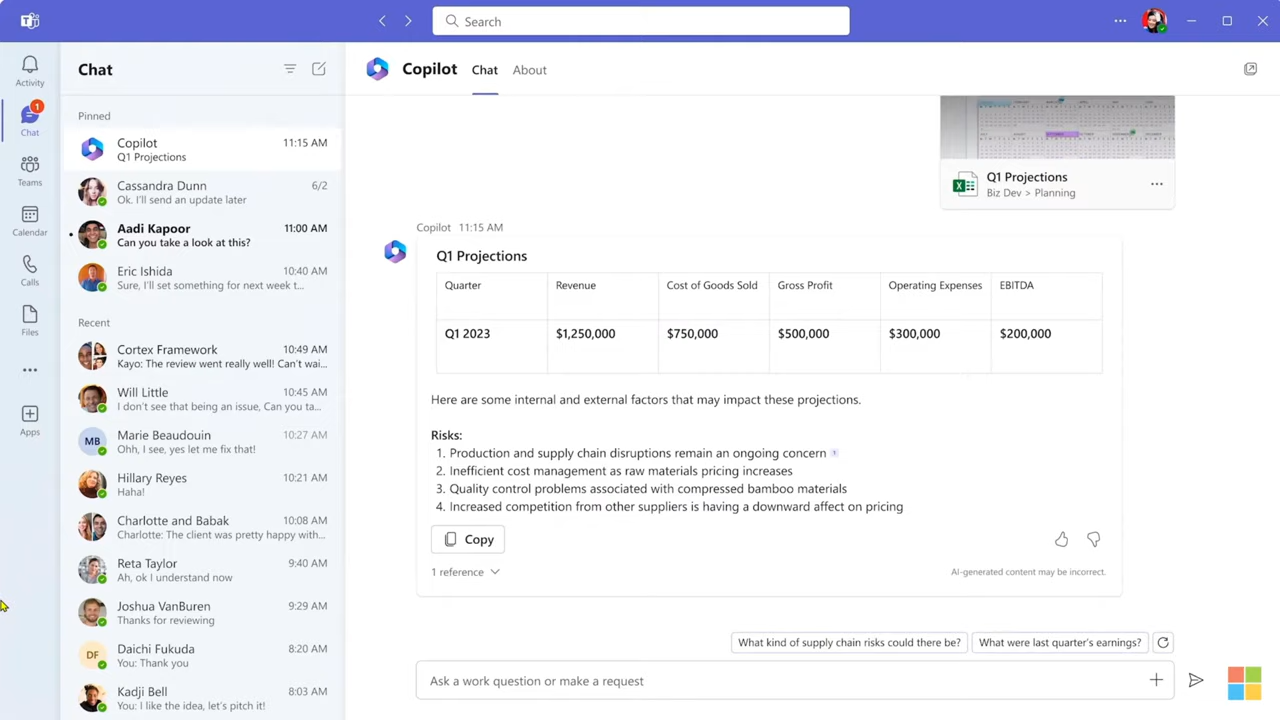 Search
Activity
1
Chat
Teams
Calendar
Calls
Files
Apps
Chat
Pinned
Copilot 11:15 AM
Q1 Projections
Cassandra Dunn 6/2
Ok. I'll send an update later
Aadi Kapoor 11:00 AM
Can you take a look at this?
Eric Ishida 10:40 AM
Sure, I'll set something for next week t...
Recent
Cortex Framework 10:49 AM
Kayo: The review went really well! Can't wai...
Will Little 10:45 AM
I don't see that being an issue, Can you ta...
MB
Marie Beaudouin 10:27 AM
Ohh, I see, yes let me fix that!
Hillary Reyes 10:21 AM
Haha!
Charlotte and Babak 10:08 AM
Charlotte: The client was pretty happy with...
Reta Taylor 9:40 AM
Ah, ok I understand now
Joshua VanBuren 9:29 AM
Thanks for reviewing
DF
Daichi Fukuda 8:20 AM
You: Thank you
Kadji Bell 8:03 AM
You: I like the idea, let's pitch it!
Copilot Chat About
Q1 Projections
Biz Dev > Planning
Copilot 11:15 AM
Q1 Projections
Quarter Revenue Cost of Goods Sold Gross Profit Operating Expenses EBITDA
Q1 2023 $1,250,000 $750,000 $500,000 $300,000 $200,000
Here are some internal and external factors that may impact these projections.
Risks:
1. Production and supply chain disruptions remain an ongoing concern
2. Inefficient cost management as raw materials pricing increases
3. Quality control problems associated with compressed bamboo materials
4. Increased competition from other suppliers is having a downward affect on pricing
Copy
1 reference
AI-generated content may be incorrect.
What kind of supply chain risks could there be? What were last quarter's earnings?
Ask a work question or make a request